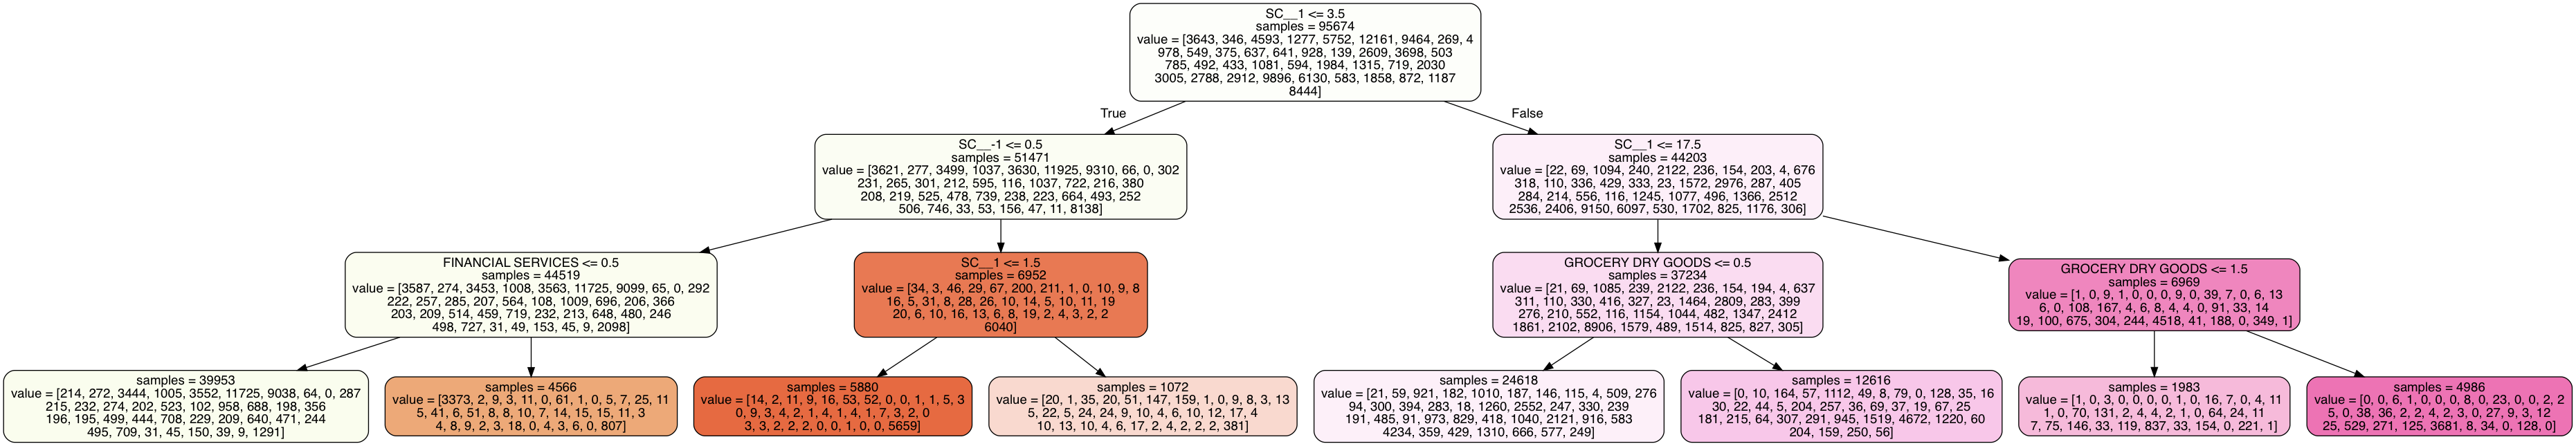 SC__1 <= 3.5
samples = 95674
value = [3643, 346, 4593, 1277, 5752, 12161, 9464, 269, 4
978, 549, 375, 637, 641, 928, 139, 2609, 3698, 503
785, 492, 433, 1081, 594, 1984, 1315, 719, 2030
3005, 2788, 2912, 9896, 6130, 583, 1858, 872, 1187
8444]
True
False
SC__-1 <= 0.5
samples = 51471
value = [3621, 277, 3499, 1037, 3630, 11925, 9310, 66, 0, 302
231, 265, 301, 212, 595, 116, 1037, 722, 216, 380
208, 219, 525, 478, 739, 238, 223, 664, 493, 252
506, 746, 33, 53, 156, 47, 11, 8138]
SC__1 <= 17.5
samples = 44203
value = [22, 69, 1094, 240, 2122, 236, 154, 203, 4, 676
318, 110, 336, 429, 333, 23, 1572, 2976, 287, 405
284, 214, 556, 116, 1245, 1077, 496, 1366, 2512
2536, 2406, 9150, 6097, 530, 1702, 825, 1176, 306]
FINANCIAL SERVICES <= 0.5
samples = 44519
value = [3587, 274, 3453, 1008, 3563, 11725, 9099, 65, 0, 292
222, 257, 285, 207, 564, 108, 1009, 696, 206, 366
203, 209, 514, 459, 719, 232, 213, 648, 480, 246
498, 727, 31, 49, 153, 45, 9, 2098]
SC__1 <= 1.5
samples = 6952
value = [34, 3, 46, 29, 67, 200, 211, 1, 0, 10, 9, 8
16, 5, 31, 8, 28, 26, 10, 14, 5, 10, 11, 19
20, 6, 10, 16, 13, 6, 8, 19, 2, 4, 3, 2, 2
6040]
GROCERY DRY GOODS <= 0.5
samples = 37234
value = [21, 69, 1085, 239, 2122, 236, 154, 194, 4, 637
311, 110, 330, 416, 327, 23, 1464, 2809, 283, 399
276, 210, 552, 116, 1154, 1044, 482, 1347, 2412
1861, 2102, 8906, 1579, 489, 1514, 825, 827, 305]
GROCERY DRY GOODS <= 1.5
samples = 6969
value = [1, 0, 9, 1, 0, 0, 0, 9, 0, 39, 7, 0, 6, 13
6, 0, 108, 167, 4, 6, 8, 4, 4, 0, 91, 33, 14
19, 100, 675, 304, 244, 4518, 41, 188, 0, 349, 1]
samples = 39953
value = [214, 272, 3444, 1005, 3552, 11725, 9038, 64, 0, 287
215, 232, 274, 202, 523, 102, 958, 688, 198, 356
196, 195, 499, 444, 708, 229, 209, 640, 471, 244
495, 709, 31, 45, 150, 39, 9, 1291]
samples = 4566
value = [3373, 2, 9, 3, 11, 0, 61, 1, 0, 5, 7, 25, 11
5, 41, 6, 51, 8, 8, 10, 7, 14, 15, 15, 11, 3
4, 8, 9, 2, 3, 18, 0, 4, 3, 6, 0, 807]
samples = 5880
value = [14, 2, 11, 9, 16, 53, 52, 0, 0, 1, 1, 5, 3
0, 9, 3, 4, 2, 1, 4, 1, 4, 1, 7, 3, 2, 0
3, 3, 2, 2, 2, 0, 0, 1, 0, 0, 5659]
samples = 1072
value = [20, 1, 35, 20, 51, 147, 159, 1, 0, 9, 8, 3, 13
5, 22, 5, 24, 24, 9, 10, 4, 6, 10, 12, 17, 4
10, 13, 10, 4, 6, 17, 2, 4, 2, 2, 2, 381]
samples = 24618
value = [21, 59, 921, 182, 1010, 187, 146, 115, 4, 509, 276
94, 300, 394, 283, 18, 1260, 2552, 247, 330, 239
191, 485, 91, 973, 829, 418, 1040, 2121, 916, 583
4234, 359, 429, 1310, 666, 577, 249]
samples = 12616
value = [0, 10, 164, 57, 1112, 49, 8, 79, 0, 128, 35, 16
30, 22, 44, 5, 204, 257, 36, 69, 37, 19, 67, 25
181, 215, 64, 307, 291, 945, 1519, 4672, 1220, 60
204, 159, 250, 56]
samples = 1983
value = [1, 0, 3, 0, 0, 0, 0, 1, 0, 16, 7, 0, 4, 11
1, 0, 70, 131, 2, 4, 4, 2, 1, 0, 64, 24, 11
7, 75, 146, 33, 119, 837, 33, 154, 0, 221, 1]
samples = 4986
value = [0, 0, 6, 1, 0, 0, 0, 8, 0, 23, 0, 0, 2, 2
5, 0, 38, 36, 2, 2, 4, 2, 3, 0, 27, 9, 3, 12
25, 529, 271, 125, 3681, 8, 34, 0, 128, 0]